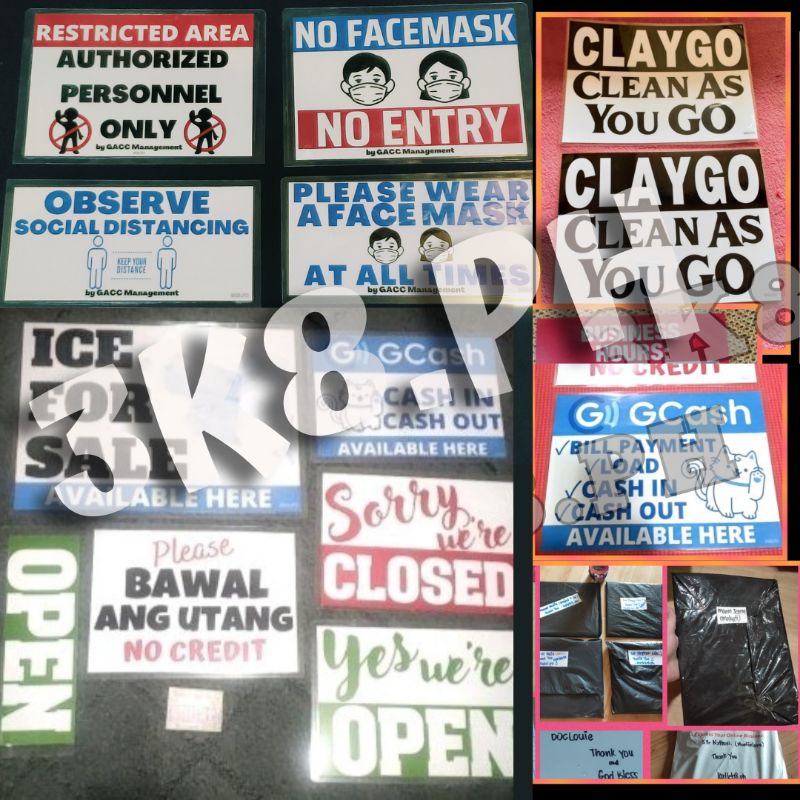 RESTRICTED AREA
AUTHORIZED
PERSONNEL
ONLY
by GACC Management
NO FACEMASK
NO ENTRY
by GACC Management
OBSERVE
SOCIAL DISTANCING
KEEP YOUR
DISTANCE
by GACC Management
PLEASE WEAR
A FACE MASK
AT ALL TIMES
by GACC Management
CLAYGO
CLEAN AS
YOU GO
CLAYGO
CLEAN AS
YOU GO
3K8.PH
ICE
FOR
SALE
AVAILABLE HERE
GCash
CASH IN
CASH OUT
AVAILABLE HERE
BUSINESS
HOURS:
NO CREDIT
GCash
BILL PAYMENT
LOAD
CASH IN
CASH OUT
AVAILABLE HERE
OPEN
Please
BAWAL
ANG UTANG
NO CREDIT
Sorry,
we're
CLOSED
Yes we're
OPEN
DOCLouie
Thank you
and
God Bless
Thank You